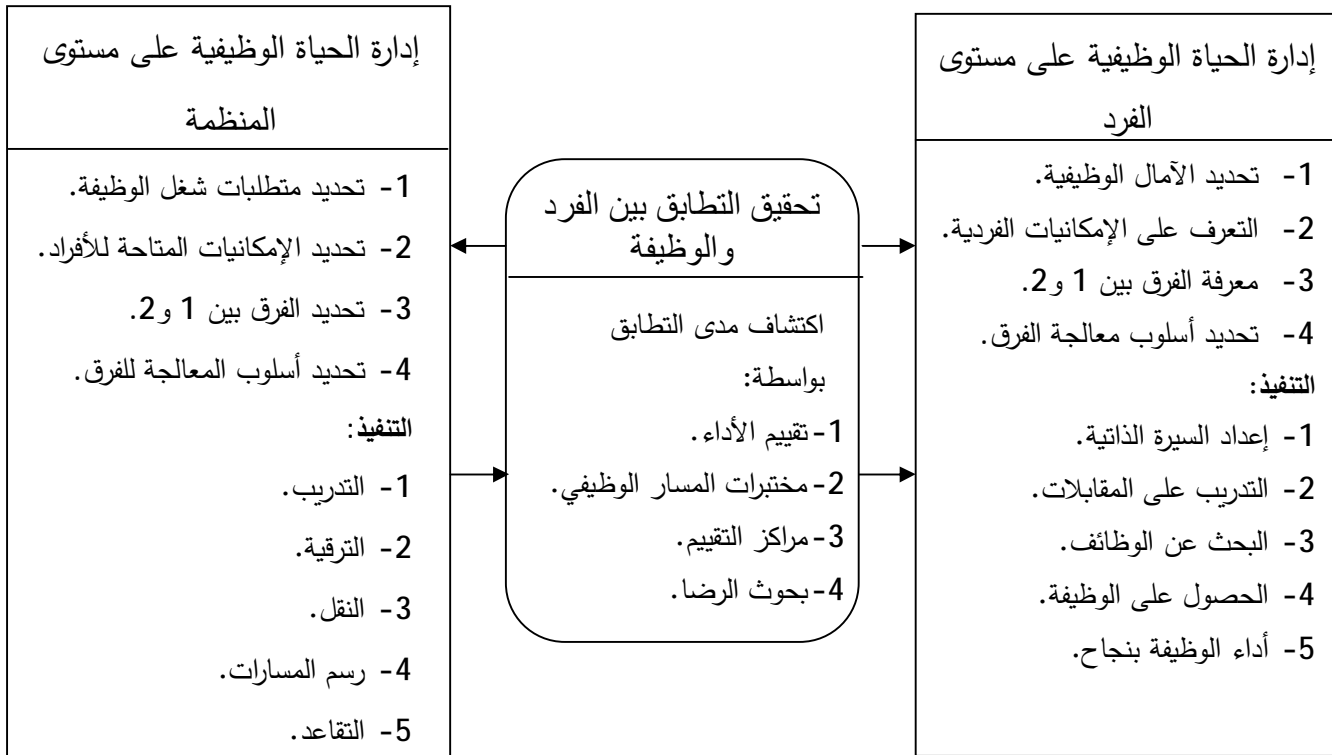 إدارة الحياة الوظيفية على مستوى
الفرد
1- تحديد الآمال الوظيفية.
2- التعرف على الإمكانيات الفردية.
3- معرفة الفرق بين 1 و2.
4- تحديد أسلوب معالجة الفرق.
التنفيذ:
1- إعداد السيرة الذاتية.
2- التدريب على المقابلات.
3- البحث عن الوظائف.
4- الحصول على الوظيفة.
5- أداء الوظيفة بنجاح.
تحقيق التطابق بين الفرد
والوظيفة
اكتشاف مدى التطابق
بواسطة:
1-تقييم الأداء.
2-مختبرات المسار الوظيفي.
3-مراكز التقييم.
4-بحوث الرضا.
إدارة الحياة الوظيفية على مستوى
المنظمة
1- تحديد متطلبات شغل الوظيفة.
2- تحديد الإمكانيات المتاحة للأفراد.
3- تحديد الفرق بين 1 و2.
4- تحديد أسلوب المعالجة للفرق.
التنفيذ:
1- التدريب.
2- الترقية.
3- النقل.
4- رسم المسارات.
5- التقاعد.